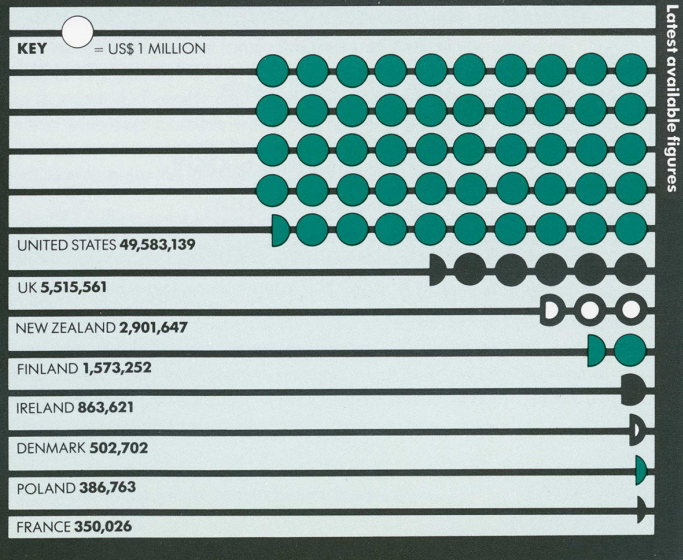 KEY = US$ 1 MILLION
UNITED STATES 49,583,139
UK 5,515,561
NEW ZEALAND 2,901,647
FINLAND 1,573,252
IRELAND 863,621
DENMARK 502,702
POLAND 386,763
FRANCE 350,026
Latest available figures